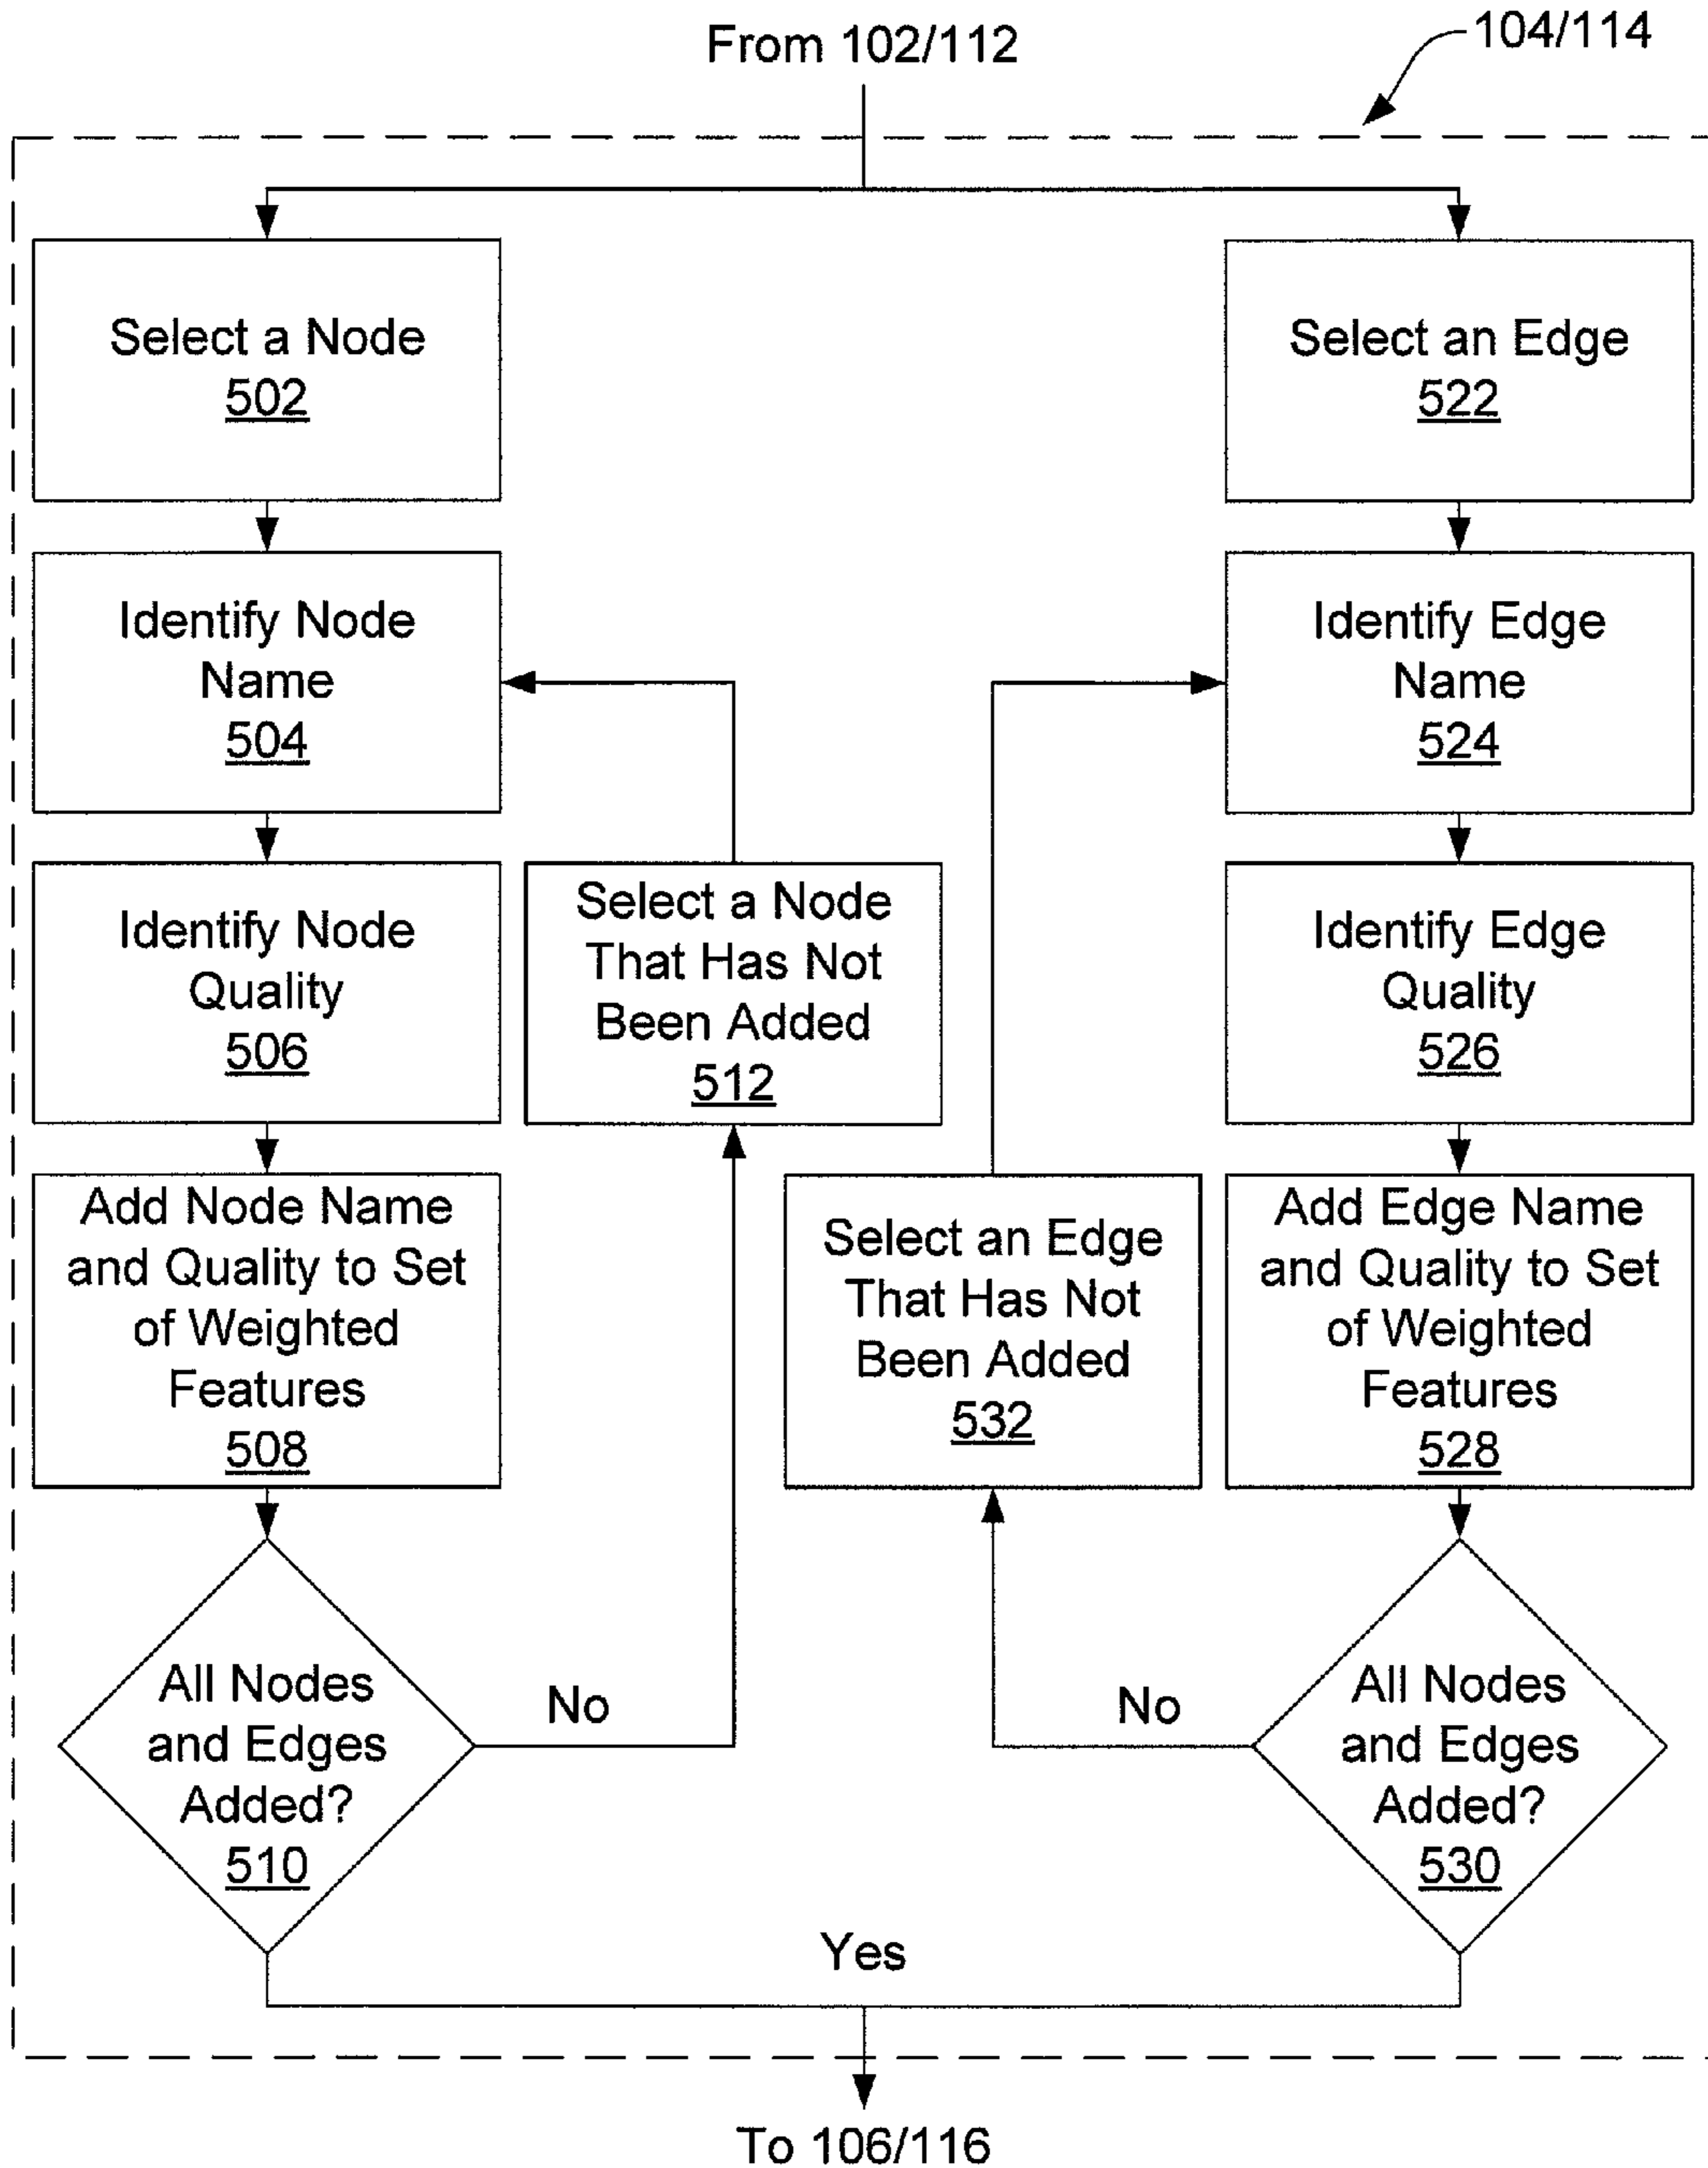 From 102/112
104/114
Select a Node
502
Identify Node
Name
504
Identify Node
Quality
506
Add Node Name
and Quality to Set
of Weighted
Features
508
All Nodes
and Edges
Added?
510
No
Select a Node
That Has Not
Been Added
512
Select an Edge
522
Identify Edge
Name
524
Identify Edge
Quality
526
Add Edge Name
and Quality to Set
of Weighted
Features
528
All Nodes
and Edges
Added?
530
No
Select an Edge
That Has Not
Been Added
532
Yes
To 106/116